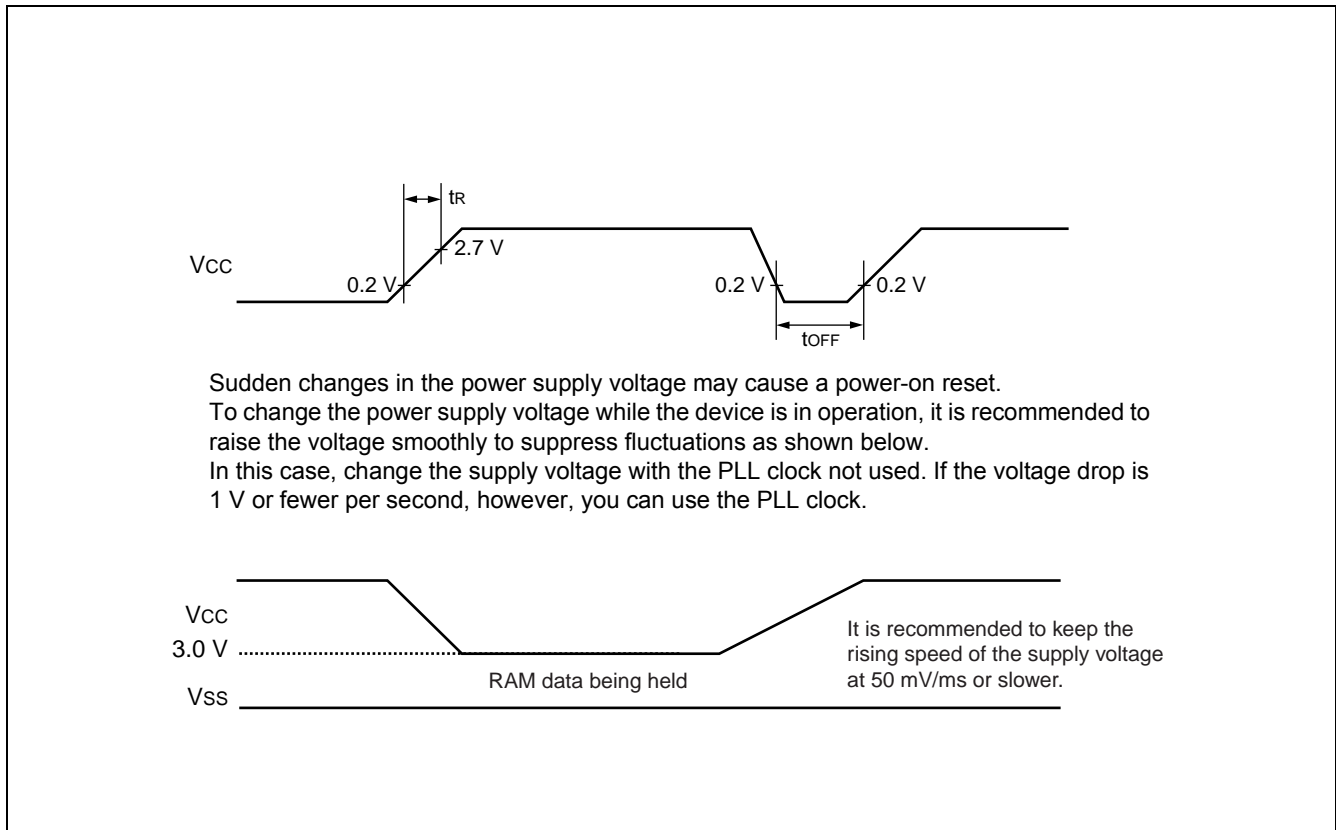 tR
VCC
2.7 V
0.2 V
0.2 V
0.2 V
tOFF
Sudden changes in the power supply voltage may cause a power-on reset.
To change the power supply voltage while the device is in operation, it is recommended to
raise the voltage smoothly to suppress fluctuations as shown below.
In this case, change the supply voltage with the PLL clock not used. If the voltage drop is
1 V or fewer per second, however, you can use the PLL clock.
VCC
3.0 V
VSS
RAM data being held
It is recommended to keep the
rising speed of the supply voltage
at 50 mV/ms or slower.